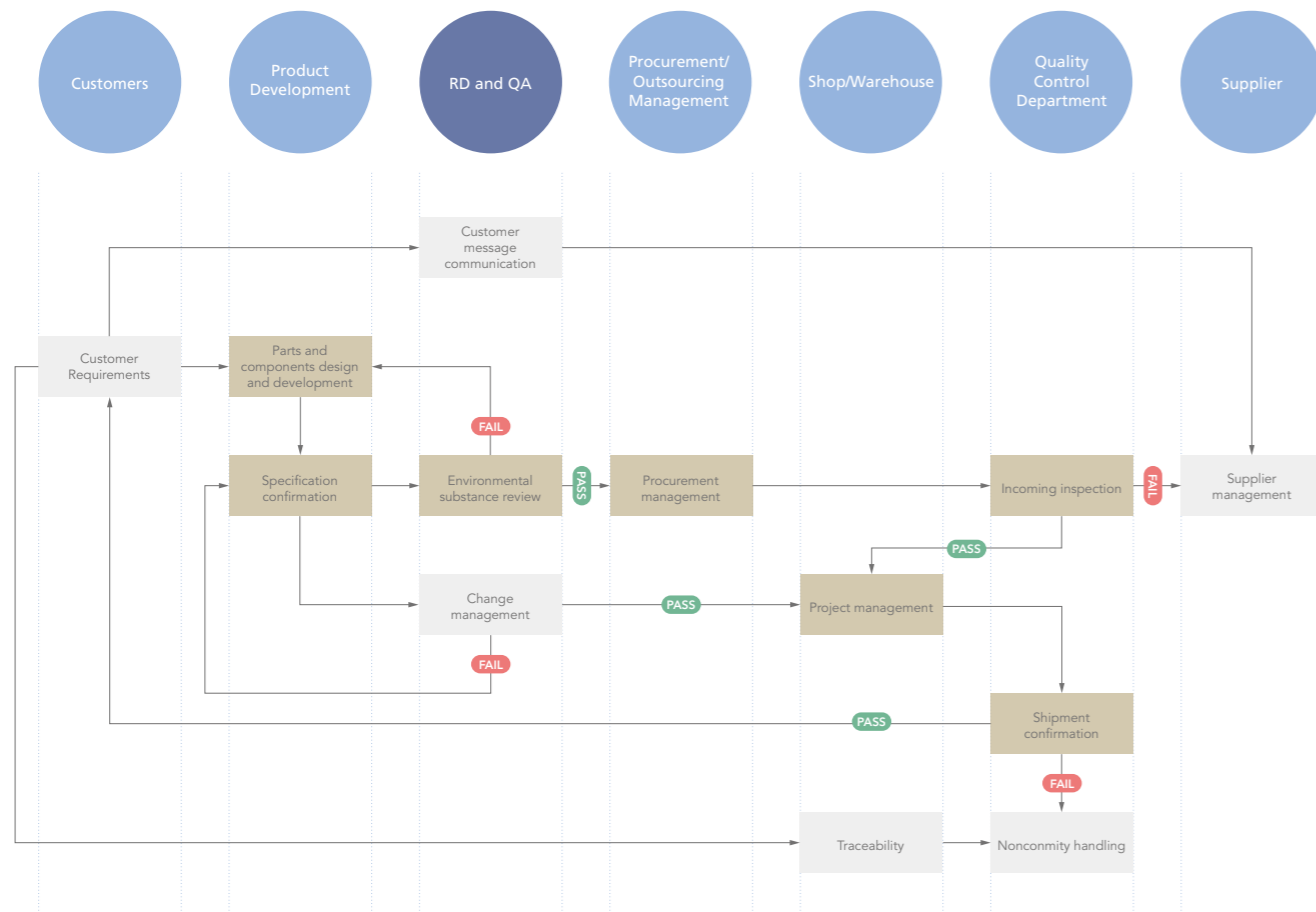 Customers
Product
Development
RD and QA
Procurement/
Outsourcing
Management
Shop/Warehouse
Quality
Control
Department
Supplier
Customer
message
communication
Customer
Requirements
Parts and
components design
and development
FAIL
Specification
confirmation
Environmental
substance review
PASS
Procurement
management
Incoming inspection
FAIL
Supplier
management
PASS
Change
management
PASS
Project management
FAIL
PASS
Shipment
confirmation
FAIL
Traceability
Nonconmity handling